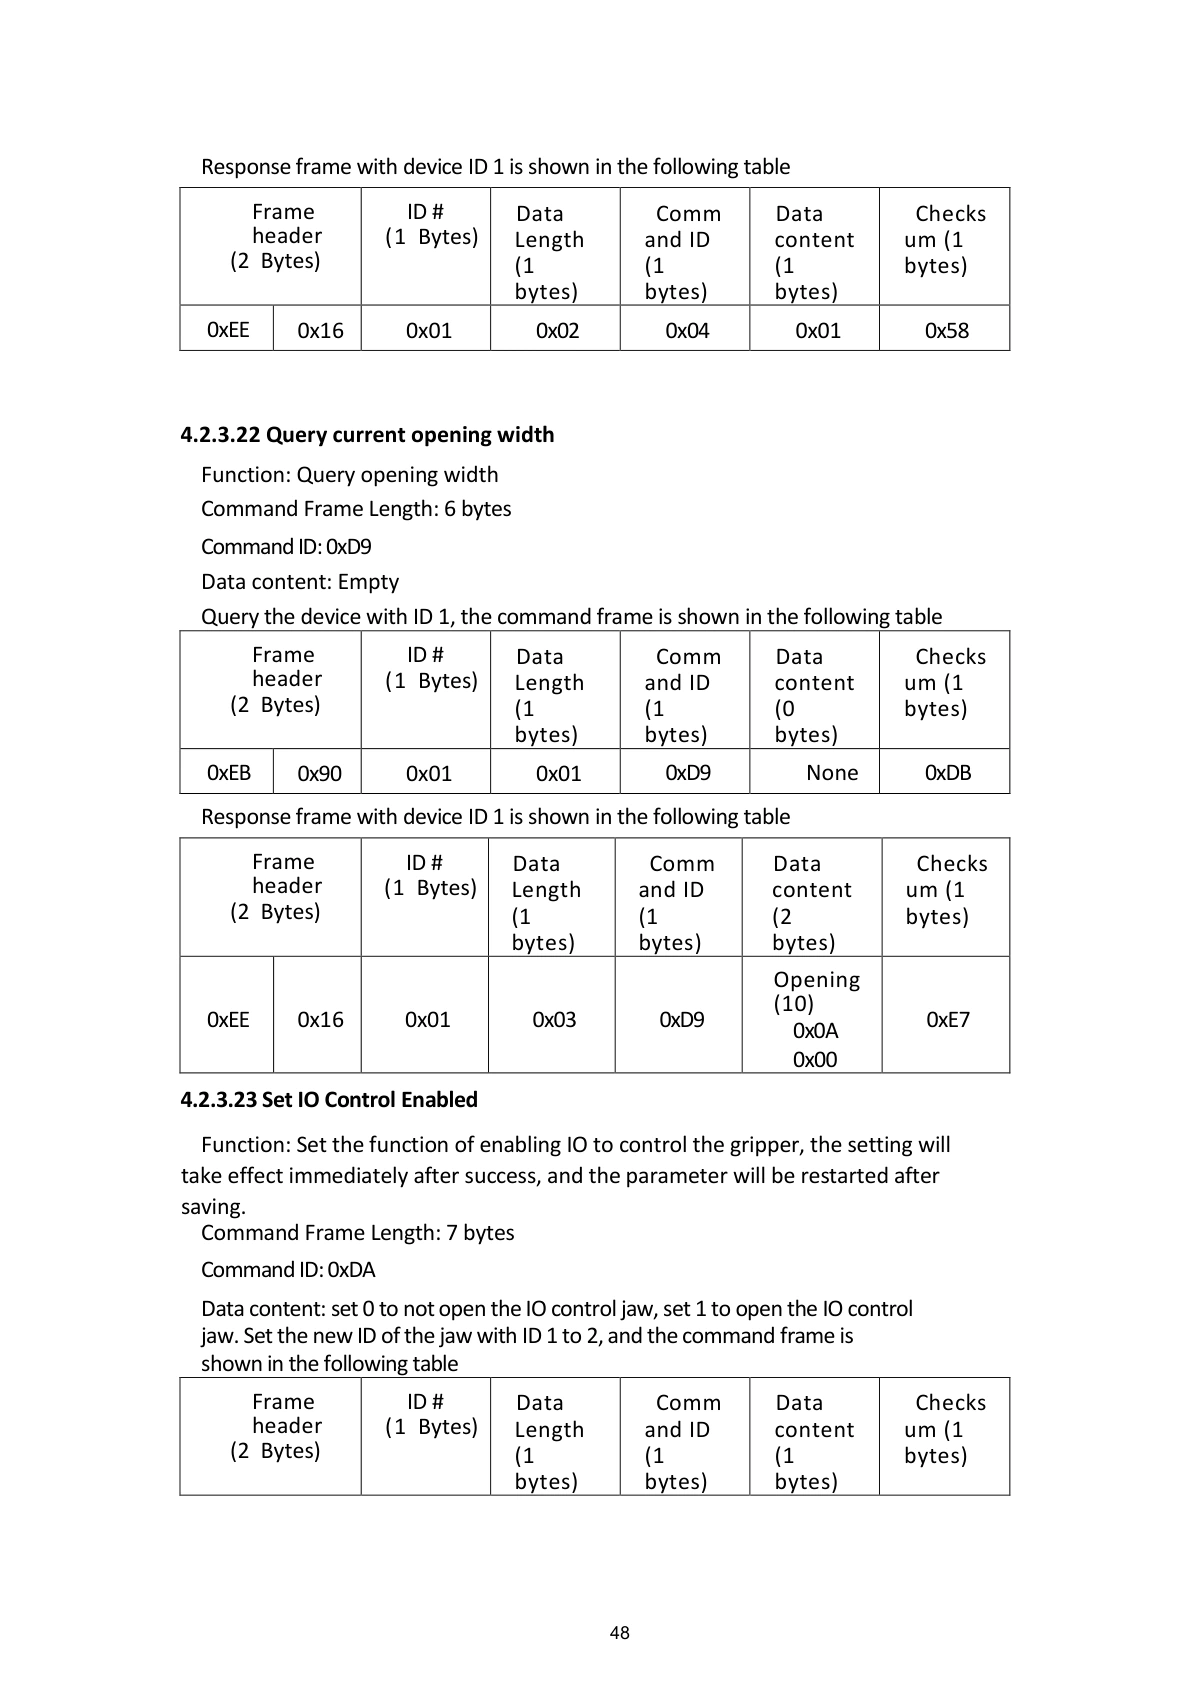 Response frame with device ID 1 is shown in the following table
Frame
header
(2 Bytes)
ID #
(1 Bytes)
Data
Length
(1
bytes)
Comm
and ID
(1
bytes)
Data
content
(1
bytes)
Checks
um (1
bytes)
0xEE
0x16
0x01
0x02
0x04
0x01
0x58
4.2.3.22 Query current opening width
Function: Query opening width
Command Frame Length: 6 bytes
Command ID: 0xD9
Data content: Empty
Query the device with ID 1, the command frame is shown in the following table
Frame
header
(2 Bytes)
ID #
(1 Bytes)
Data
Length
(1
bytes)
Comm
and ID
(1
bytes)
Data
content
(0
bytes)
Checks
um (1
bytes)
0xEB
0x90
0x01
0x01
0xD9
None
0xDB
Response frame with device ID 1 is shown in the following table
Frame
header
(2 Bytes)
ID #
(1 Bytes)
Data
Length
(1
bytes)
Comm
and ID
(1
bytes)
Data
content
(2
bytes)
Checks
um (1
bytes)
0xEE
0x16
0x01
0x03
0xD9
Opening
(10)
0x0A
0x00
0xE7
4.2.3.23 Set IO Control Enabled
Function: Set the function of enabling IO to control the gripper, the setting will
take effect immediately after success, and the parameter will be restarted after
saving.
Command Frame Length: 7 bytes
Command ID: 0xDA
Data content: set 0 to not open the IO control jaw, set 1 to open the IO control
jaw. Set the new ID of the jaw with ID 1 to 2, and the command frame is
shown in the following table
Frame
header
(2 Bytes)
ID #
(1 Bytes)
Data
Length
(1
bytes)
Comm
and ID
(1
bytes)
Data
content
(1
bytes)
Checks
um (1
bytes)
48